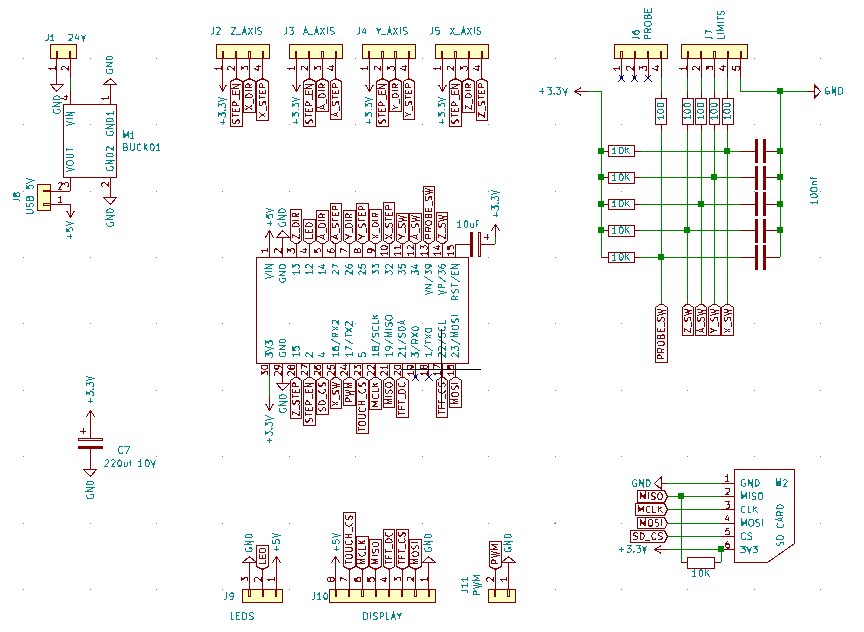 J1 24V
1
2
GND
GND
4
1
VIN
GND1
M1
BUCK01
VOUT
GND2
3
2
J8
USB 5V
2
1
+5V
GND
J2 Z_AXIS
1 2 3 4
+3.3V
STEP_EN
X_DIR
X_STEP
J3 A_AXIS
1 2 3 4
+3.3V
STEP_EN
A_DIR
A_STEP
J4 Y_AXIS
1 2 3 4
+3.3V
STEP_EN
Y_DIR
Y_STEP
J5 X_AXIS
1 2 3 4
+3.3V
STEP_EN
Z_DIR
Z_STEP
J6
PROBE
1 2 3 4
J7
LIMITS
1 2 3 4 5
+3.3V
GND
100
100
100
100
100
10K
10K
10K
10K
10K
100nf
PROBE_SW
Z_SW
A_SW
Y_SW
X_SW
+5V
GND
Z_DIR
LED
A_DIR
A_STEP
Y_DIR
Y_STEP
X_DIR
X_STEP
Y_SW
A_SW
PROBE_SW
Z_SW
10uF
+
+3.3V
1 2 3 4 5 6 7 8 9 10 11 12 13 14 15
VIN
GND
13
12
14
27
26
25
33
32
35
34
VN/39
VP/36
RST/EN
3V3
GND
15
2
4
16/RX2
17/TX2
5
18/SCLK
19/MISO
21/SDA
3/RX0
1/TX0
22/SCL
23/MOSI
30 29 28 27 26 25 24 23 22 21 20 19 18 17 16
+3.3V
GND
Z_STEP
STEP_EN
SD_CS
X_SW
PWM
TOUCH_CS
MCLK
MISO
TFT_DC
TFT_CS
MOSI
+3.3V
+
C7
220uf 10V
GND
GND
LED
+5V
3 2 1
J9
LEDS
+5V
TOUCH_CS
MCLK
MISO
TFT_DC
TFT_CS
MOSI
GND
8 7 6 5 4 3 2 1
J10
DISPLAY
PWM
GND
2 1
J11
PWM
GND
MISO
MCLK
MOSI
SD_CS
+3.3V
1 GND
2 MISO
3 CLK
4 MOSI
5 CS
6 3V3
M2
SD CARD
10K